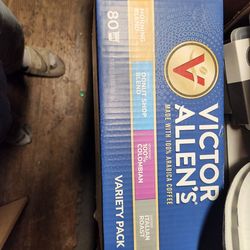 VICTOR
ALLEN'S
MADE WITH 100% ARABICA COFFEE
80
MORNING
BLEND
DONUT SHOP
BLEND
100%
COLOMBIAN
ITALIAN
ROAST
VARIETY PACK